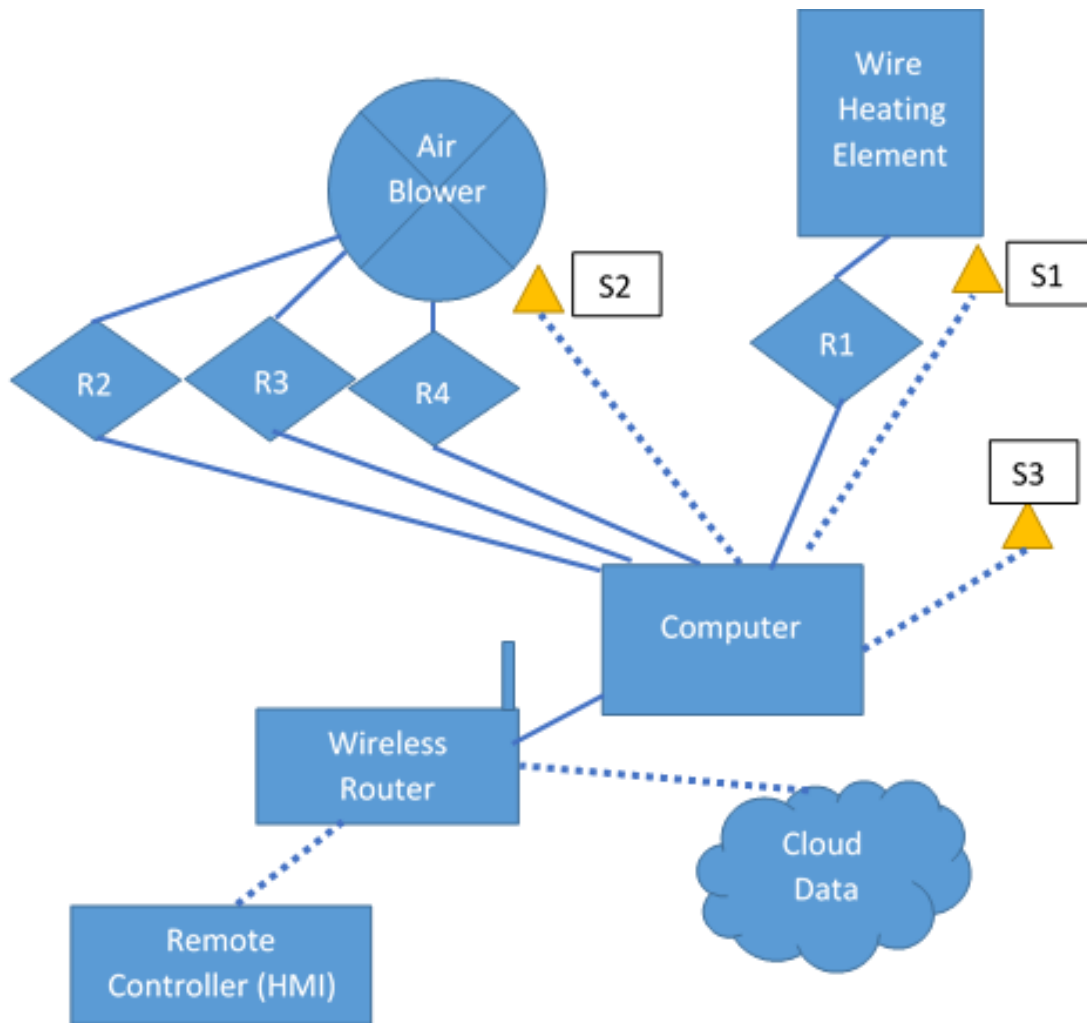 Wire
Heating
Element
Air
Blower
S2
S1
R1
R2
R3
R4
S3
Computer
Wireless
Router
Cloud
Data
Remote
Controller (HMI)